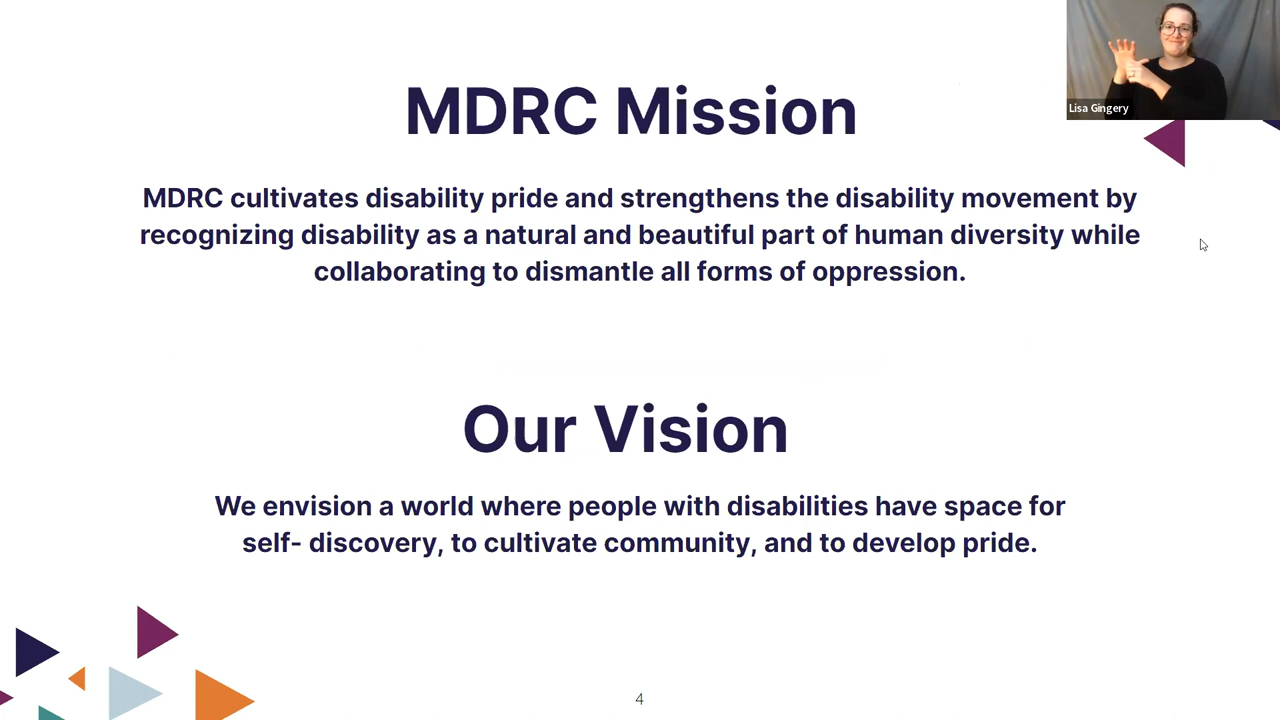 MDRC Mission
Lisa Gingery
MDRC cultivates disability pride and strengthens the disability movement by
recognizing disability as a natural and beautiful part of human diversity while
collaborating to dismantle all forms of oppression.
Our Vision
We envision a world where people with disabilities have space for
self- discovery, to cultivate community, and to develop pride.
4